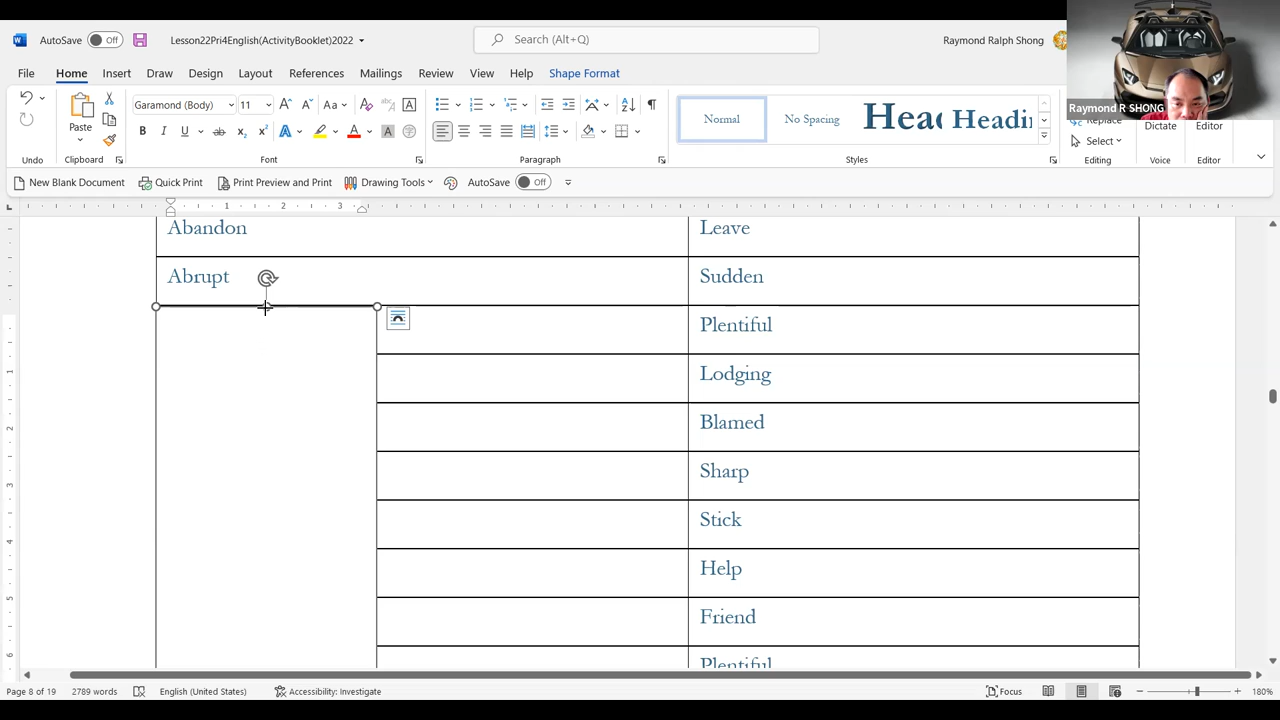 AutoSave Off Lesson22Pri4English(ActivityBooklet)2022 Search (Alt+Q) Raymond Ralph Shong
File Home Insert Draw Design Layout References Mailings Review View Help Shape Format
Raymond R SHONG
Garamond (Body) 11 Aa
Paste Normal No Spacing Heading
Replace
Select
Dictate Editor
Undo Clipboard Font Paragraph Styles Editing Voice Editor
New Blank Document Quick Print Print Preview and Print Drawing Tools AutoSave Off
1 2 3
Abandon Leave
Abrupt Sudden
Plentiful
Lodging
Blamed
Sharp
Stick
Help
Friend
Plentiful
Page 8 of 19 2789 words English (United States) Accessibility: Investigate Focus 180%